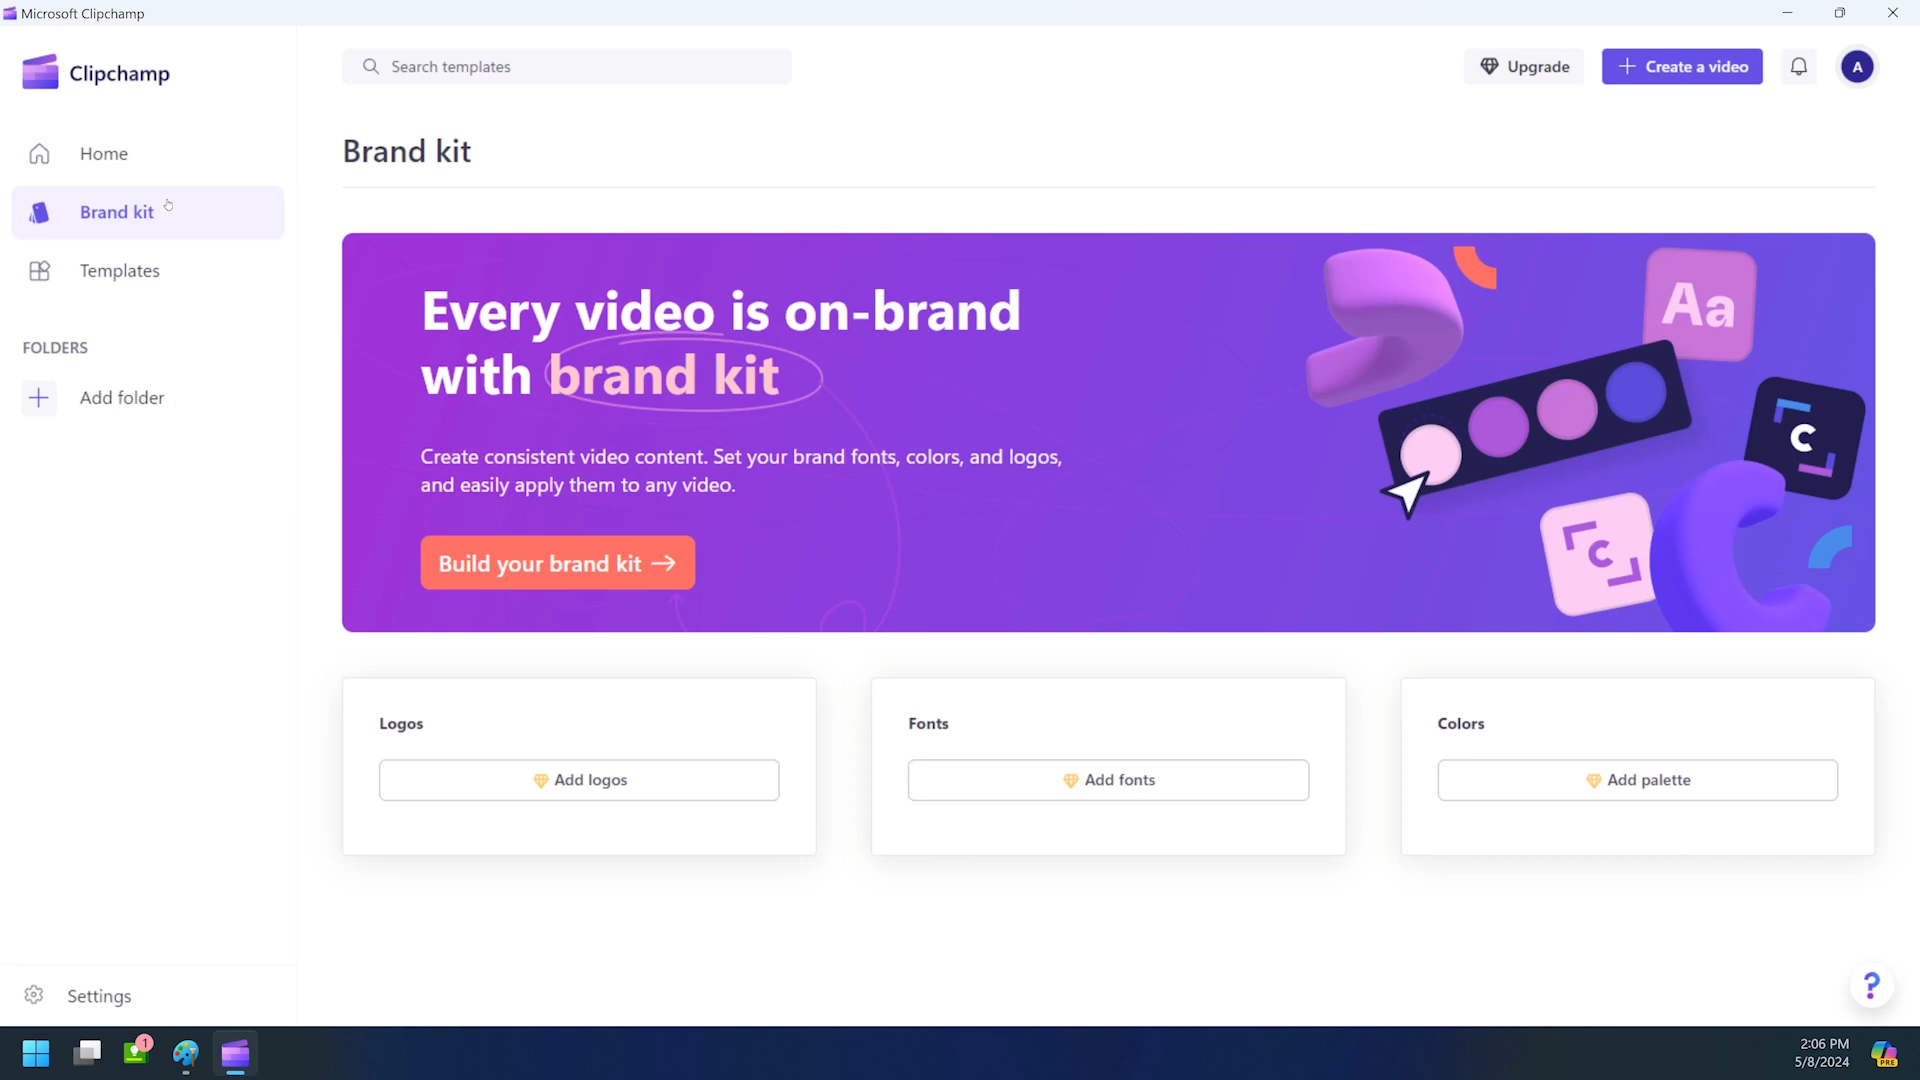 Microsoft Clipchamp
Clipchamp
Search templates
Upgrade
Create a video
A
Home
Brand kit
Templates
FOLDERS
Add folder
Brand kit
Every video is on-brand
with brand kit
Create consistent video content. Set your brand fonts, colors, and logos,
and easily apply them to any video.
Build your brand kit →
Aa
C
C
Logos
Add logos
Fonts
Add fonts
Colors
Add palette
Settings
?
1
2:06 PM
5/8/2024
PRE